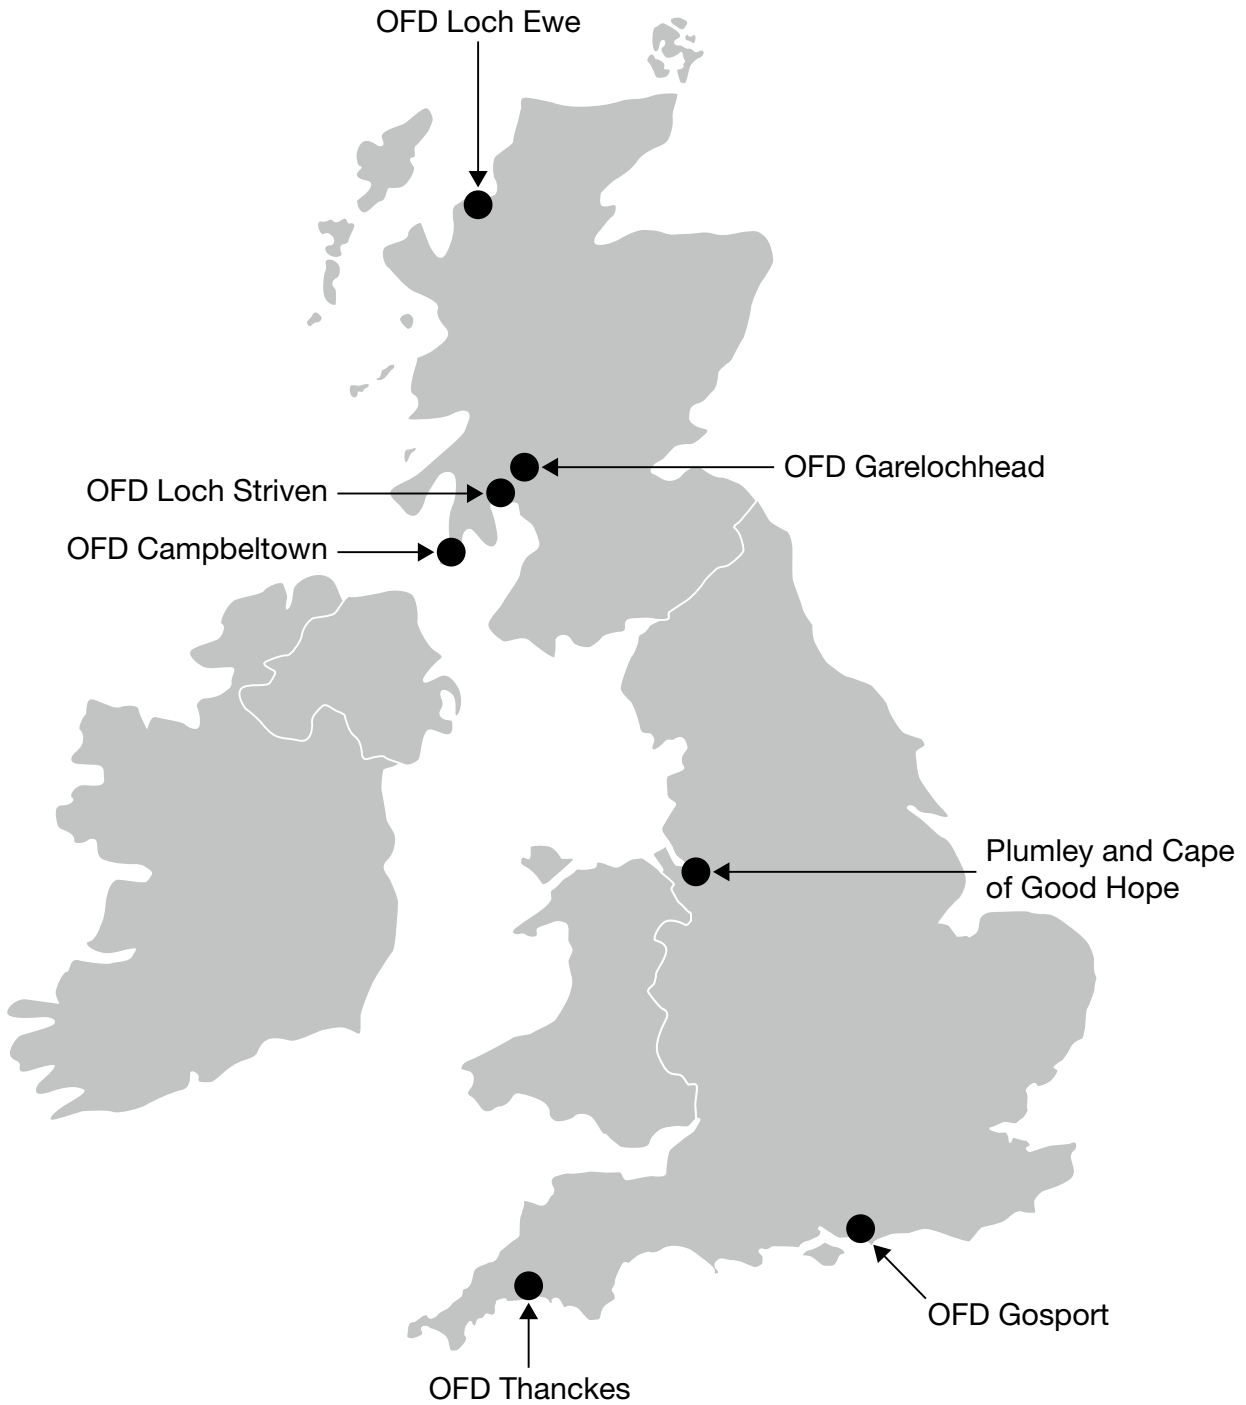 OFD Loch Ewe
OFD Garelochhead
OFD Loch Striven
OFD Campbeltown
Plumley and Cape
of Good Hope
OFD Gosport
OFD Thanckes